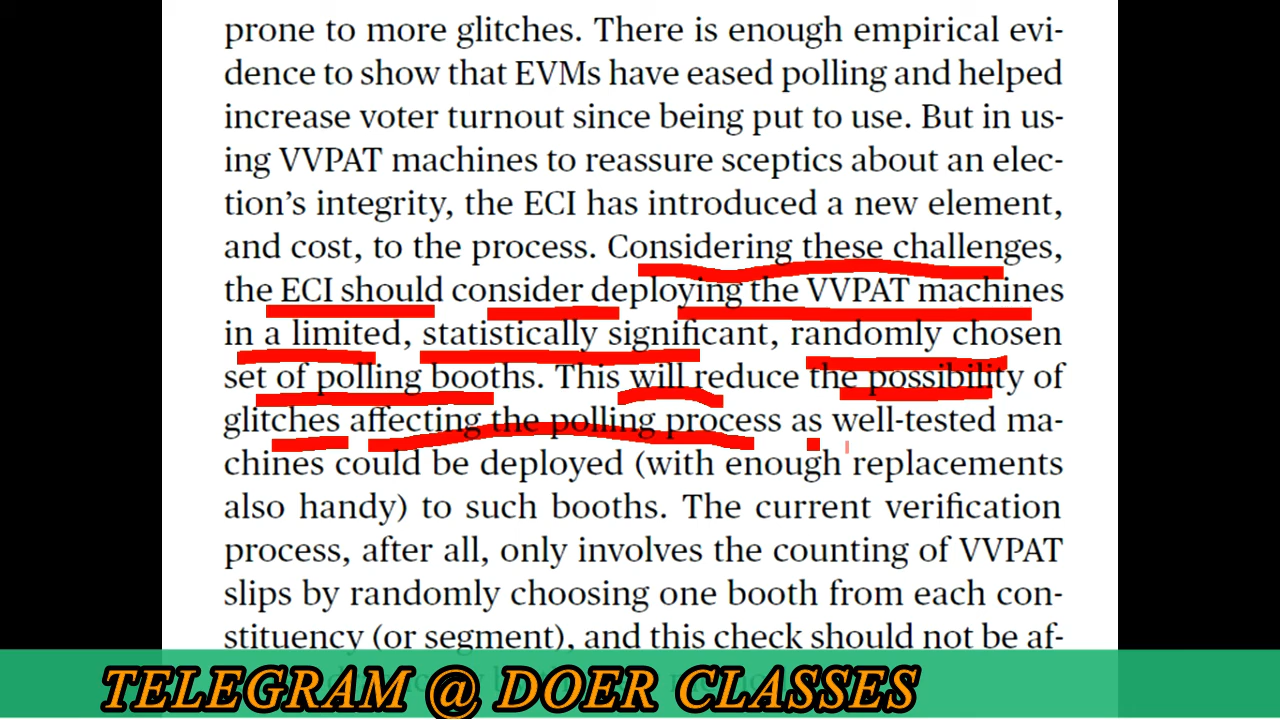 prone to more glitches. There is enough empirical evi-
dence to show that EVMs have eased polling and helped
increase voter turnout since being put to use. But in us-
ing VVPAT machines to reassure sceptics about an elec-
tion’s integrity, the ECI has introduced a new element,
and cost, to the process. Considering these challenges,
the ECI should consider deploying the VVPAT machines
in a limited, statistically significant, randomly chosen
set of polling booths. This will reduce the possibility of
glitches affecting the polling process as well-tested ma-
chines could be deployed (with enough replacements
also handy) to such booths. The current verification
process, after all, only involves the counting of VVPAT
slips by randomly choosing one booth from each con-
stituency (or segment), and this check should not be af-
TELEGRAM @ DOER CLASSES